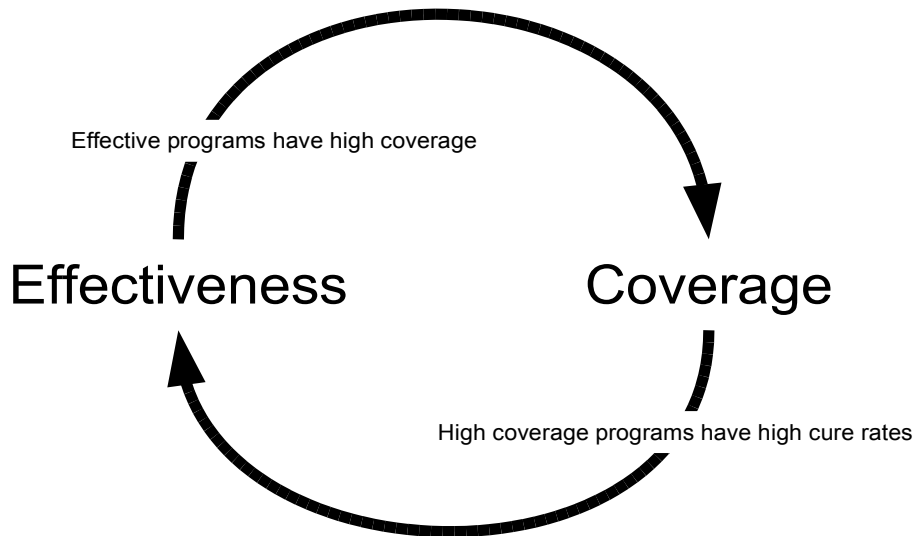 Effective programs have high coverage
Effectiveness
Coverage
High coverage programs have high cure rates